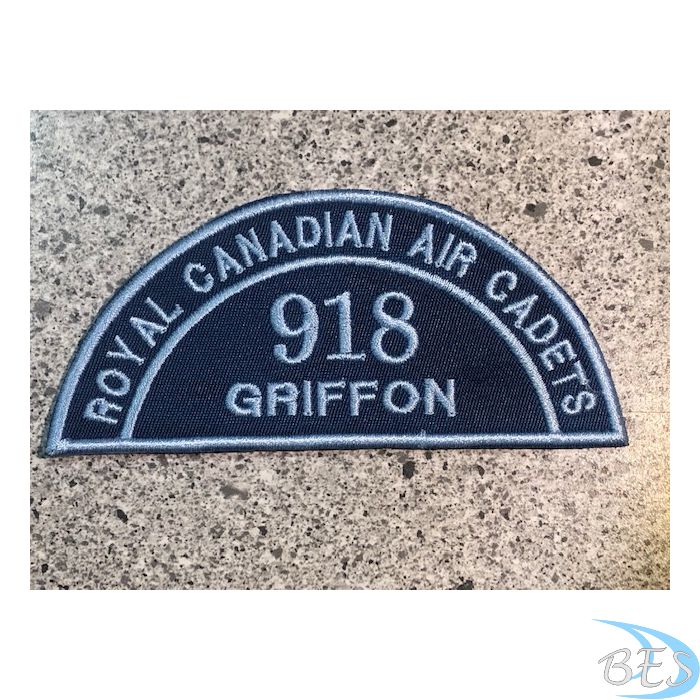 ROYAL CANADIAN AIR CADETS
918
GRIFFON
BES